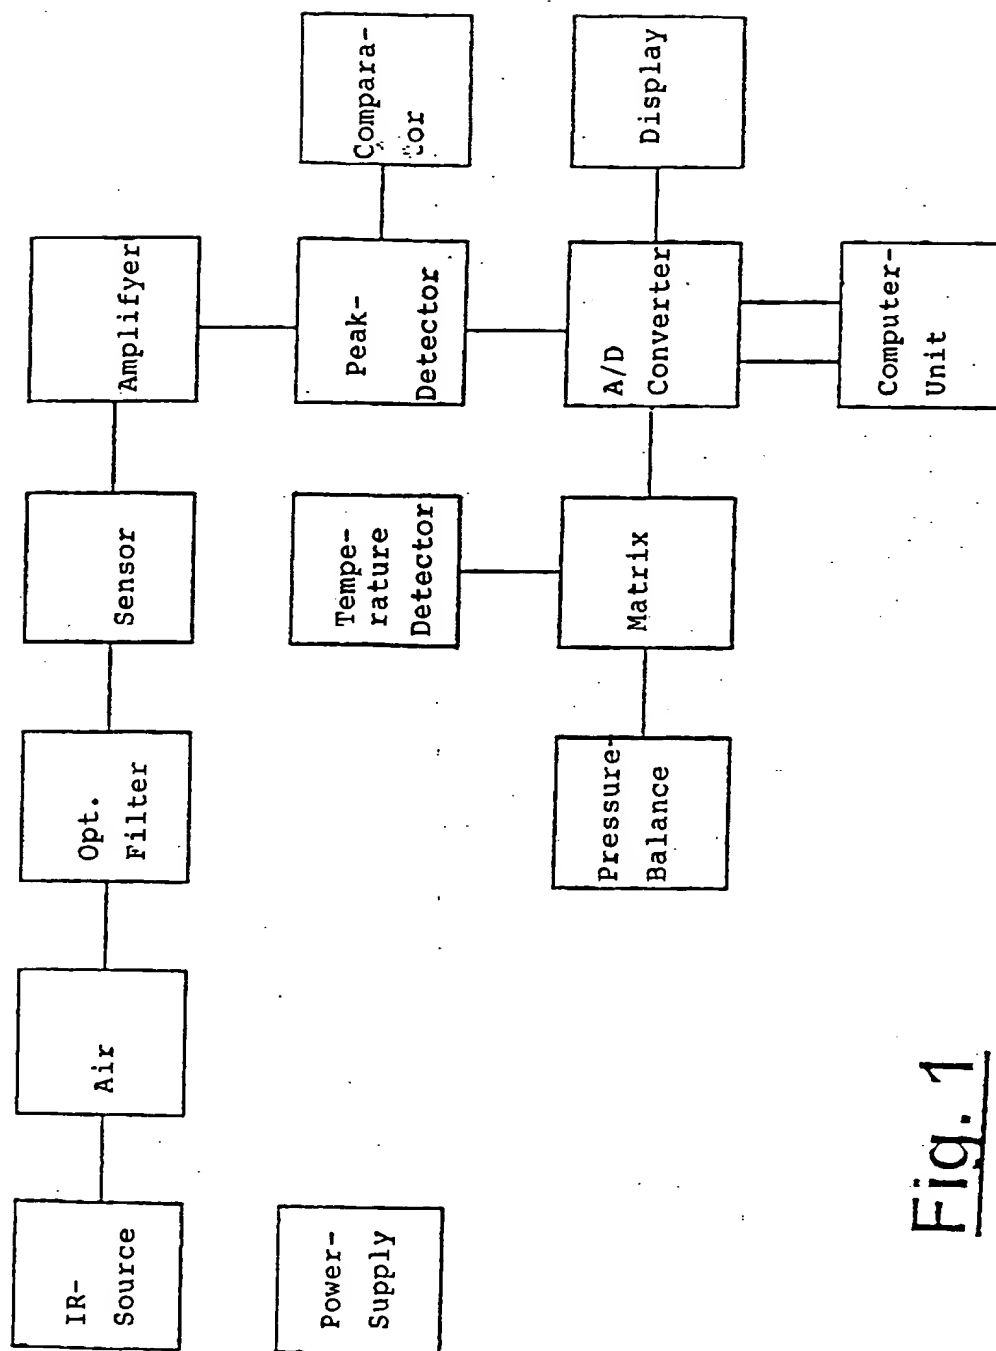 IR-
Source
Air
Opt.
Filter
Sensor
Amplifyer
Power-
Supply
Tempe-
rature
Detector
Peak-
Detector
Compara-
tor
Pressure-
Balance
Matrix
A/D
Converter
Display
Computer-
Unit
Fig. 1